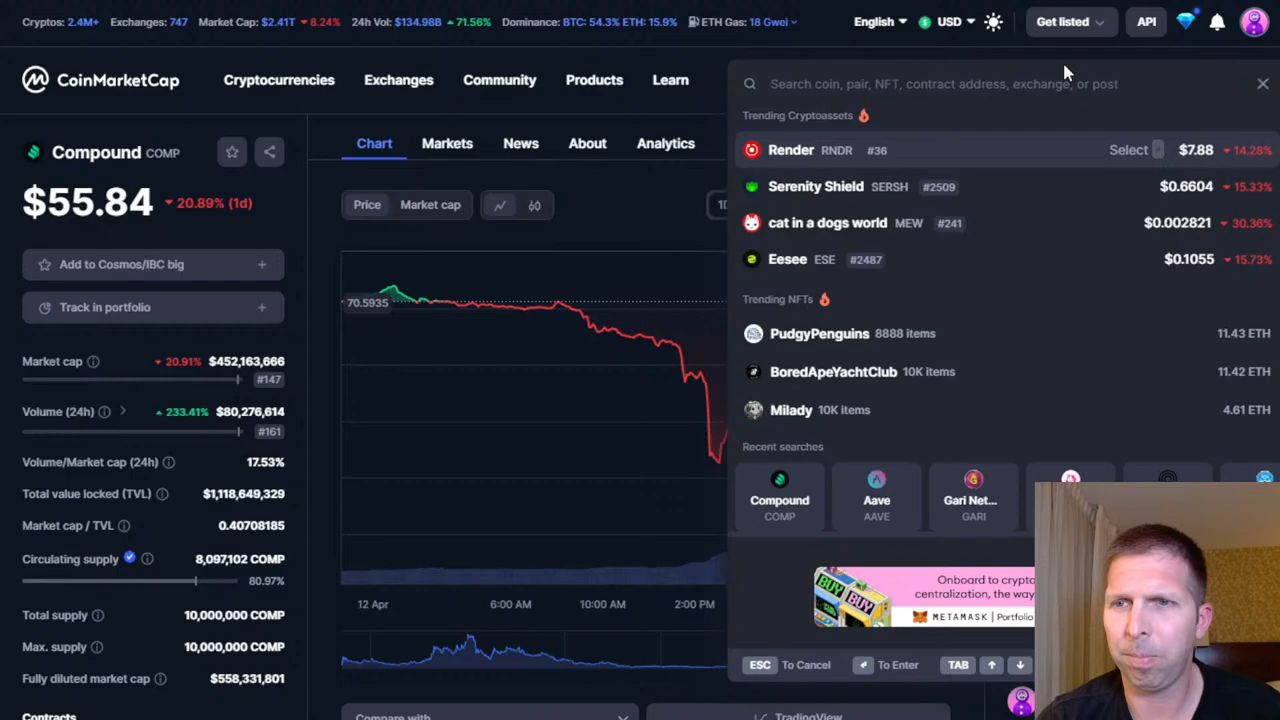 Cryptos: 2.4M+ Exchanges: 747 Market Cap: $2.41T 8.24% 24h Vol: $134.98B 71.56% Dominance: BTC: 54.3% ETH: 15.9% ETH Gas: 18 Gwei English USD Get listed API
CoinMarketCap Cryptocurrencies Exchanges Community Products Learn
Search coin, pair, NFT, contract address, exchange, or post
Trending Cryptoassets
Compound COMP
Chart Markets News About Analytics
Render RNDR #36 Select $7.88 14.28%
Serenity Shield SERSH #2509 $0.6604 15.33%
$55.84 20.89% (1d)
Price Market cap
cat in a dogs world MEW #241 $0.002821 30.36%
Eesee ESE #2487 $0.1055 15.73%
Add to Cosmos/IBC big +
Track in portfolio +
70.5935
Trending NFTs
PudgyPenguins 8888 items 11.43 ETH
Market cap 20.91% $452,163,666
#147
BoredApeYachtClub 10K items 11.42 ETH
Volume (24h) 233.41% $80,276,614
#161
Milady 10K items 4.61 ETH
Recent searches
Volume/Market cap (24h) 17.53%
Total value locked (TVL) $1,118,649,329
Compound Aave Gari Net...
COMP AAVE GARI
Market cap / TVL 0.40708185
Circulating supply 8,097,102 COMP
80.97%
Onboard to crypto
centralization, the wa
METAMASK | Portfolio
12 Apr 6:00 AM 10:00 AM 2:00 PM
Total supply 10,000,000 COMP
Max. supply 10,000,000 COMP
Fully diluted market cap $558,331,801
ESC To Cancel To Enter TAB
Contracts
Compare with TradingView